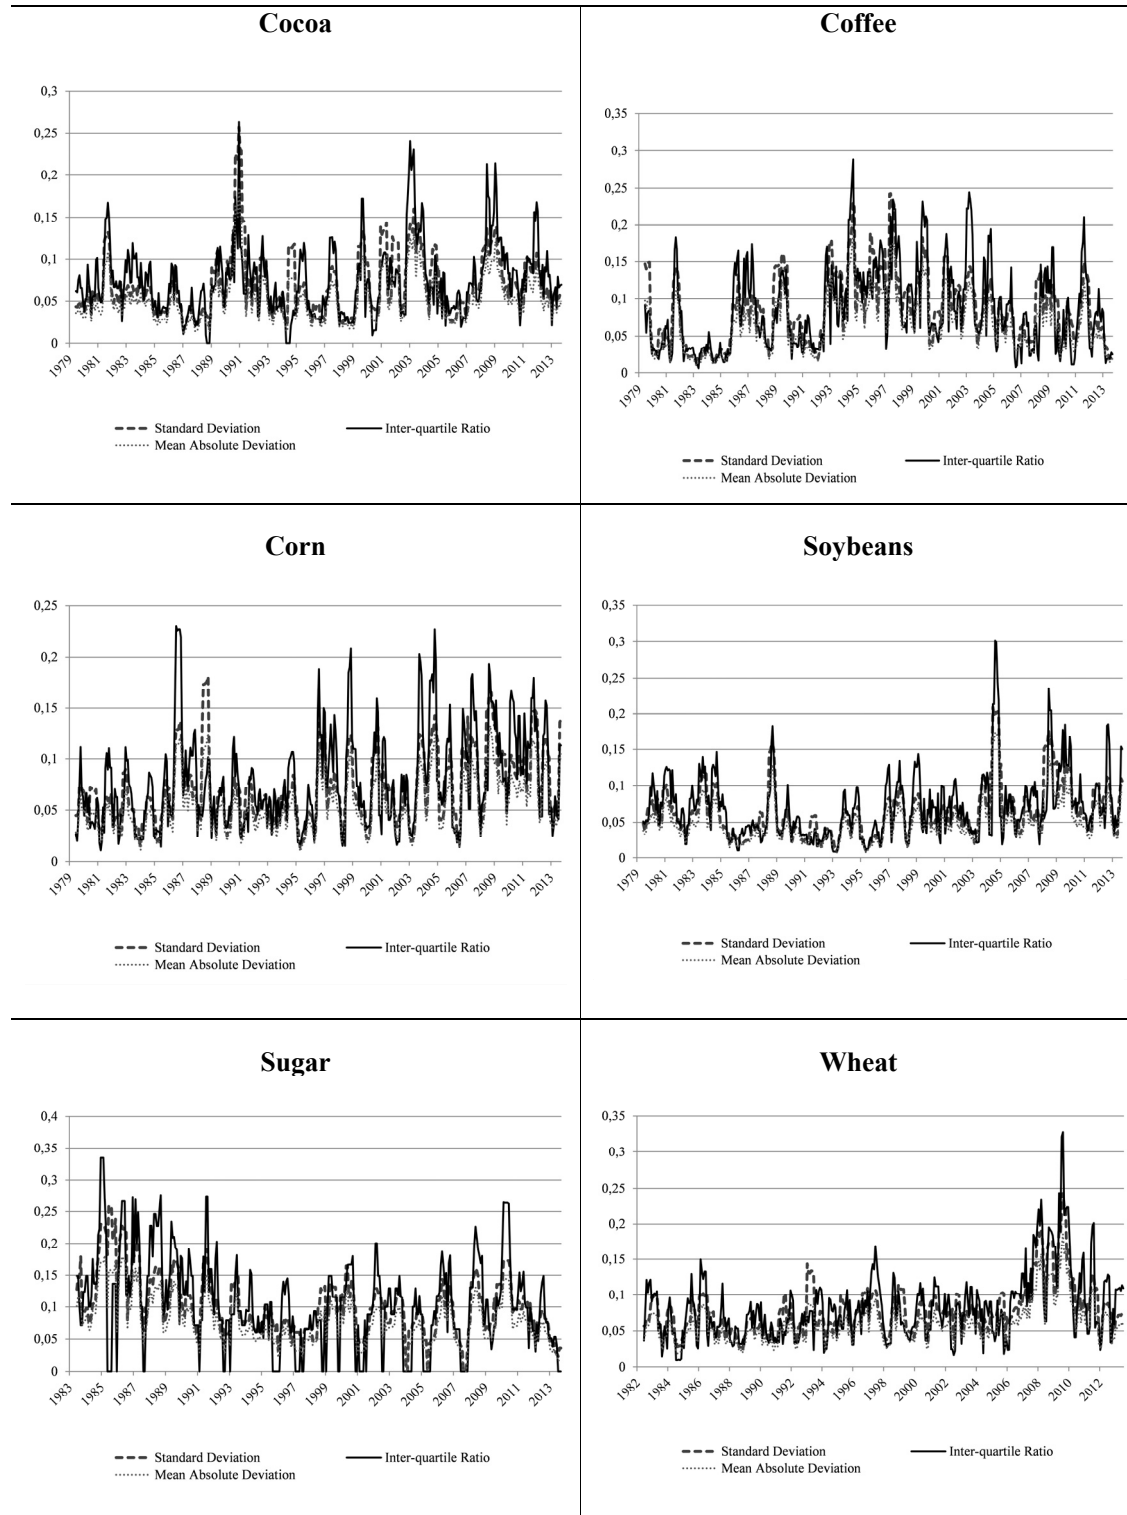 Cocoa
0,3
0,25
0,2
0,15
0,1
0,05
0
1979 1981 1983 1985 1987 1989 1991 1993 1995 1997 1999 2001 2003 2005 2007 2009 2011 2013
Standard Deviation Inter-quartile Ratio
Mean Absolute Deviation
Coffee
0,35
0,3
0,25
0,2
0,15
0,1
0,05
0
1979 1981 1983 1985 1987 1989 1991 1993 1995 1997 1999 2001 2003 2005 2007 2009 2011 2013
Standard Deviation Inter-quartile Ratio
Mean Absolute Deviation
Corn
0,25
0,2
0,15
0,1
0,05
0
1979 1981 1983 1985 1987 1989 1991 1993 1995 1997 1999 2001 2003 2005 2007 2009 2011 2013
Standard Deviation Inter-quartile Ratio
Mean Absolute Deviation
Soybeans
0,35
0,3
0,25
0,2
0,15
0,1
0,05
0
1979 1981 1983 1985 1987 1989 1991 1993 1995 1997 1999 2001 2003 2005 2007 2009 2011 2013
Standard Deviation Inter-quartile Ratio
Mean Absolute Deviation
Sugar
0,4
0,35
0,3
0,25
0,2
0,15
0,1
0,05
0
1983 1985 1987 1989 1991 1993 1995 1997 1999 2001 2003 2005 2007 2009 2011 2013
Standard Deviation Inter-quartile Ratio
Mean Absolute Deviation
Wheat
0,35
0,3
0,25
0,2
0,15
0,1
0,05
0
1982 1984 1986 1988 1990 1992 1994 1996 1998 2000 2002 2004 2006 2008 2010 2012
Standard Deviation Inter-quartile Ratio
Mean Absolute Deviation